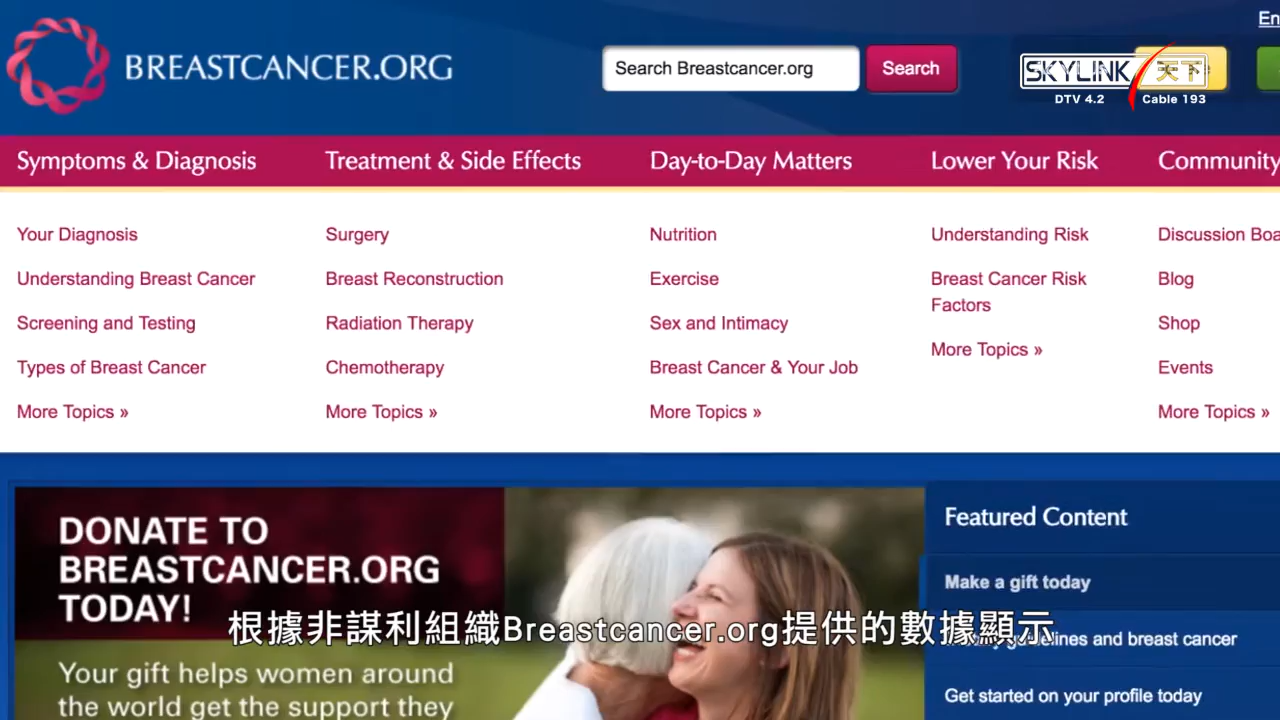 En
BREASTCANCER.ORG
Search Breastcancer.org
Search
SKYLINK 天下
DTV 4.2
Cable 193
Symptoms & Diagnosis
Treatment & Side Effects
Day-to-Day Matters
Lower Your Risk
Community
Your Diagnosis
Understanding Breast Cancer
Screening and Testing
Types of Breast Cancer
More Topics »
Surgery
Breast Reconstruction
Radiation Therapy
Chemotherapy
More Topics »
Nutrition
Exercise
Sex and Intimacy
Breast Cancer & Your Job
More Topics »
Understanding Risk
Breast Cancer Risk
Factors
More Topics »
Discussion Boa
Blog
Shop
Events
More Topics »
DONATE TO
BREASTCANCER.ORG
TODAY!
Your gift helps women around
the world get the support they
Featured Content
Make a gift today
and breast cancer
Get started on your profile today
根據非謀利組織Breastcancer.org提供的數據顯示